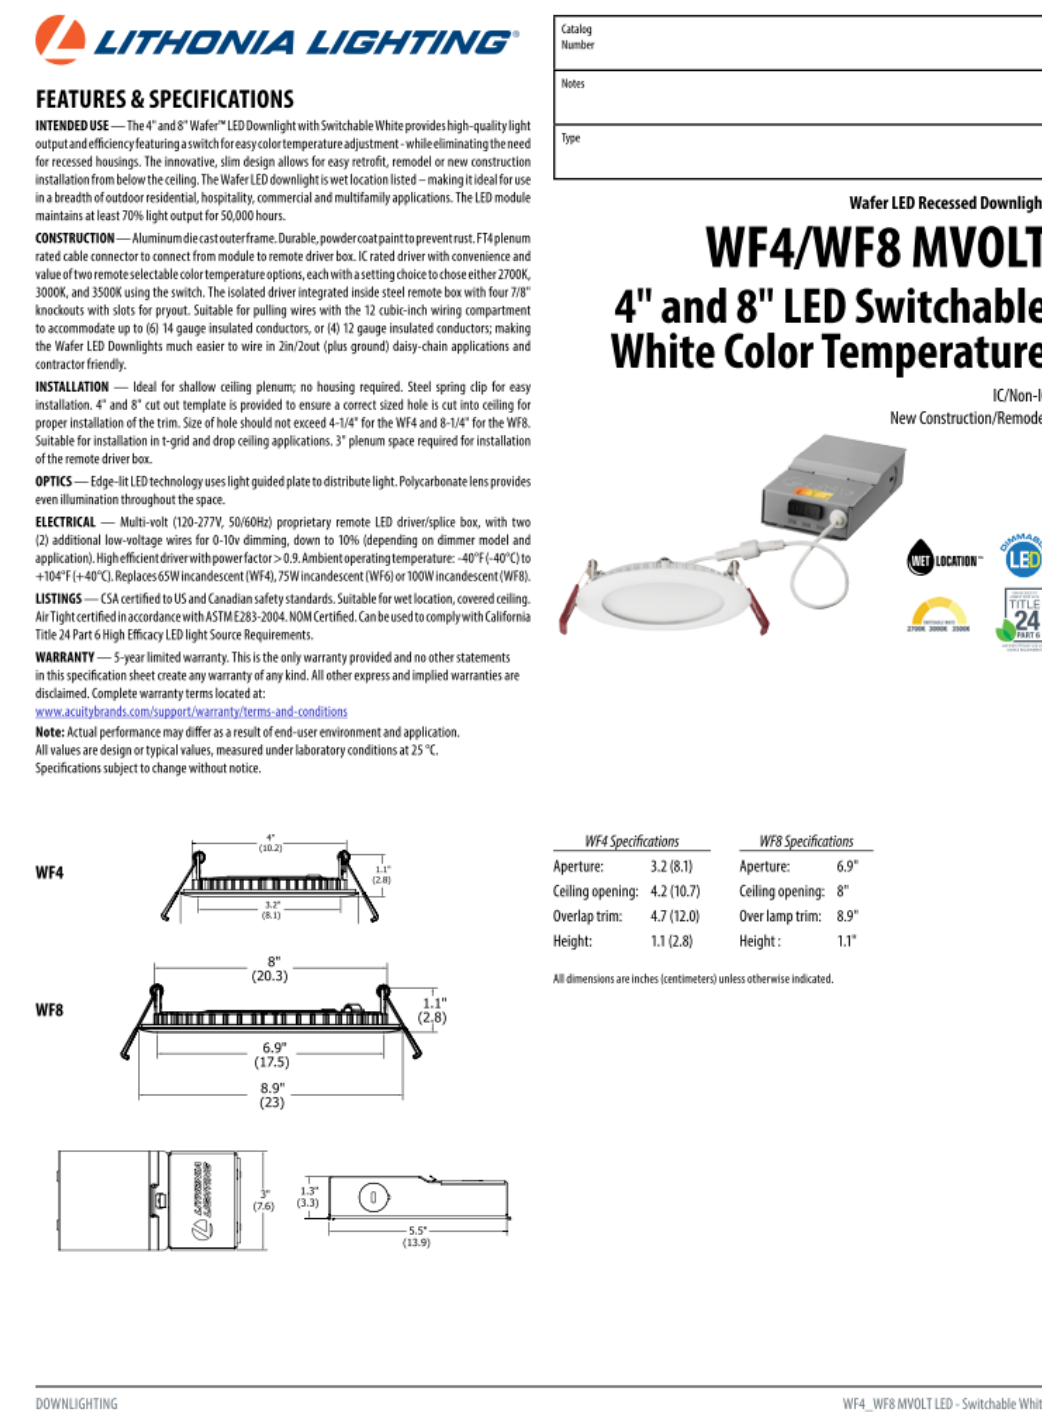 LITHONIA LIGHTING®
Catalog
Number
Notes
Type
FEATURES & SPECIFICATIONS
INTENDED USE — The 4" and 8" Wafer™ LED Downlight with Switchable White provides high-quality light
output and efficiency featuring a switch for easy color temperature adjustment - while eliminating the need
for recessed housings. The innovative, slim design allows for easy retrofit, remodel or new construction
installation from below the ceiling. The Wafer LED downlight is wet location listed – making it ideal for use
in a breadth of outdoor residential, hospitality, commercial and multifamily applications. The LED module
maintains at least 70% light output for 50,000 hours.
CONSTRUCTION — Aluminum die cast outer frame. Durable, powder coat paint to prevent rust. FT4 plenum
rated cable connector to connect from module to remote driver box. IC rated driver with convenience and
value of two remote selectable color temperature options, each with a setting choice to chose either 2700K,
3000K, and 3500K using the switch. The isolated driver integrated inside steel remote box with four 7/8"
knockouts with slots for pryout. Suitable for pulling wires with the 12 cubic-inch wiring compartment
to accommodate up to (6) 14 gauge insulated conductors, or (4) 12 gauge insulated conductors; making
the Wafer LED Downlights much easier to wire in 2in/2out (plus ground) daisy-chain applications and
contractor friendly.
INSTALLATION — Ideal for shallow ceiling plenum; no housing required. Steel spring clip for easy
installation. 4" and 8" cut out template is provided to ensure a correct sized hole is cut into ceiling for
proper installation of the trim. Size of hole should not exceed 4-1/4" for the WF4 and 8-1/4" for the WF8.
Suitable for installation in t-grid and drop ceiling applications. 3" plenum space required for installation
of the remote driver box.
OPTICS — Edge-lit LED technology uses light guided plate to distribute light. Polycarbonate lens provides
even illumination throughout the space.
ELECTRICAL — Multi-volt (120-277V, 50/60Hz) proprietary remote LED driver/splice box, with two
(2) additional low-voltage wires for 0-10v dimming, down to 10% (depending on dimmer model and
application). High efficient driver with power factor > 0.9. Ambient operating temperature: -40°F (-40°C) to
+104°F (+40°C). Replaces 65W incandescent (WF4), 75W incandescent (WF6) or 100W incandescent (WF8).
LISTINGS — CSA certified to US and Canadian safety standards. Suitable for wet location, covered ceiling.
Air Tight certified in accordance with ASTM E283-2004. NOM Certified. Can be used to comply with California
Title 24 Part 6 High Efficacy LED light Source Requirements.
WARRANTY — 5-year limited warranty. This is the only warranty provided and no other statements
in this specification sheet create any warranty of any kind. All other express and implied warranties are
disclaimed. Complete warranty terms located at:
www.acuitybrands.com/support/warranty/terms-and-conditions
Note: Actual performance may differ as a result of end-user environment and application.
All values are design or typical values, measured under laboratory conditions at 25 °C.
Specifications subject to change without notice.
Wafer LED Recessed Downligh
WF4/WF8 MVOLT
4" and 8" LED Switchable
White Color Temperature
IC/Non-I
New Construction/Remode
WET LOCATION™
DIMMAB
LED
2700K 3000K 3500K
TITLE
24
PART 6
WF4
4"
(10.2)
1.1"
(2.8)
3.2"
(8.1)
WF8
8"
(20.3)
1.1"
(2.8)
6.9"
(17.5)
8.9"
(23)
WF4 Specifications
Aperture: 3.2 (8.1)
Ceiling opening: 4.2 (10.7)
Overlap trim: 4.7 (12.0)
Height: 1.1 (2.8)
WF8 Specifications
Aperture: 6.9"
Ceiling opening: 8"
Over lamp trim: 8.9"
Height : 1.1"
All dimensions are inches (centimeters) unless otherwise indicated.
LITHONIA
LIGHTING
3"
(7.6)
1.3"
(3.3)
5.5"
(13.9)
DOWNLIGHTING
WF4_WF8 MVOLT LED - Switchable Whit